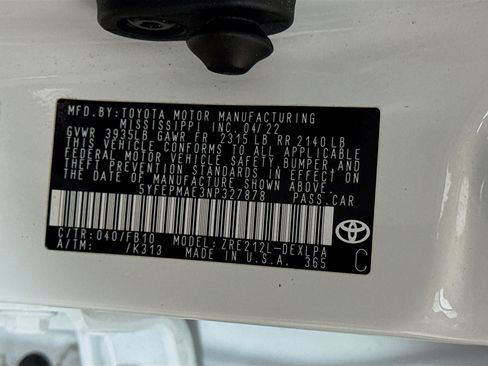 MFD.BY: TOYOTA MOTOR MANUFACTURING
MISSISSIPPI, INC. 04/22
GVWR 3935LB GAWR FR 2315 LB RR 2140 LB
THIS VEHICLE CONFORMS TO ALL APPLICABLE
FEDERAL MOTOR VEHICLE SAFETY, BUMPER AND
THEFT PREVENTION STANDARDS IN EFFECT ON
THE DATE OF MANUFACTURE SHOWN ABOVE.
5YFEPMAE3NP327878 PASS.CAR
C/TR: 040/FB10 MODEL: ZRE212L-DEXLPA
A/TM: /K313 MADE IN U.S.A. 365
C